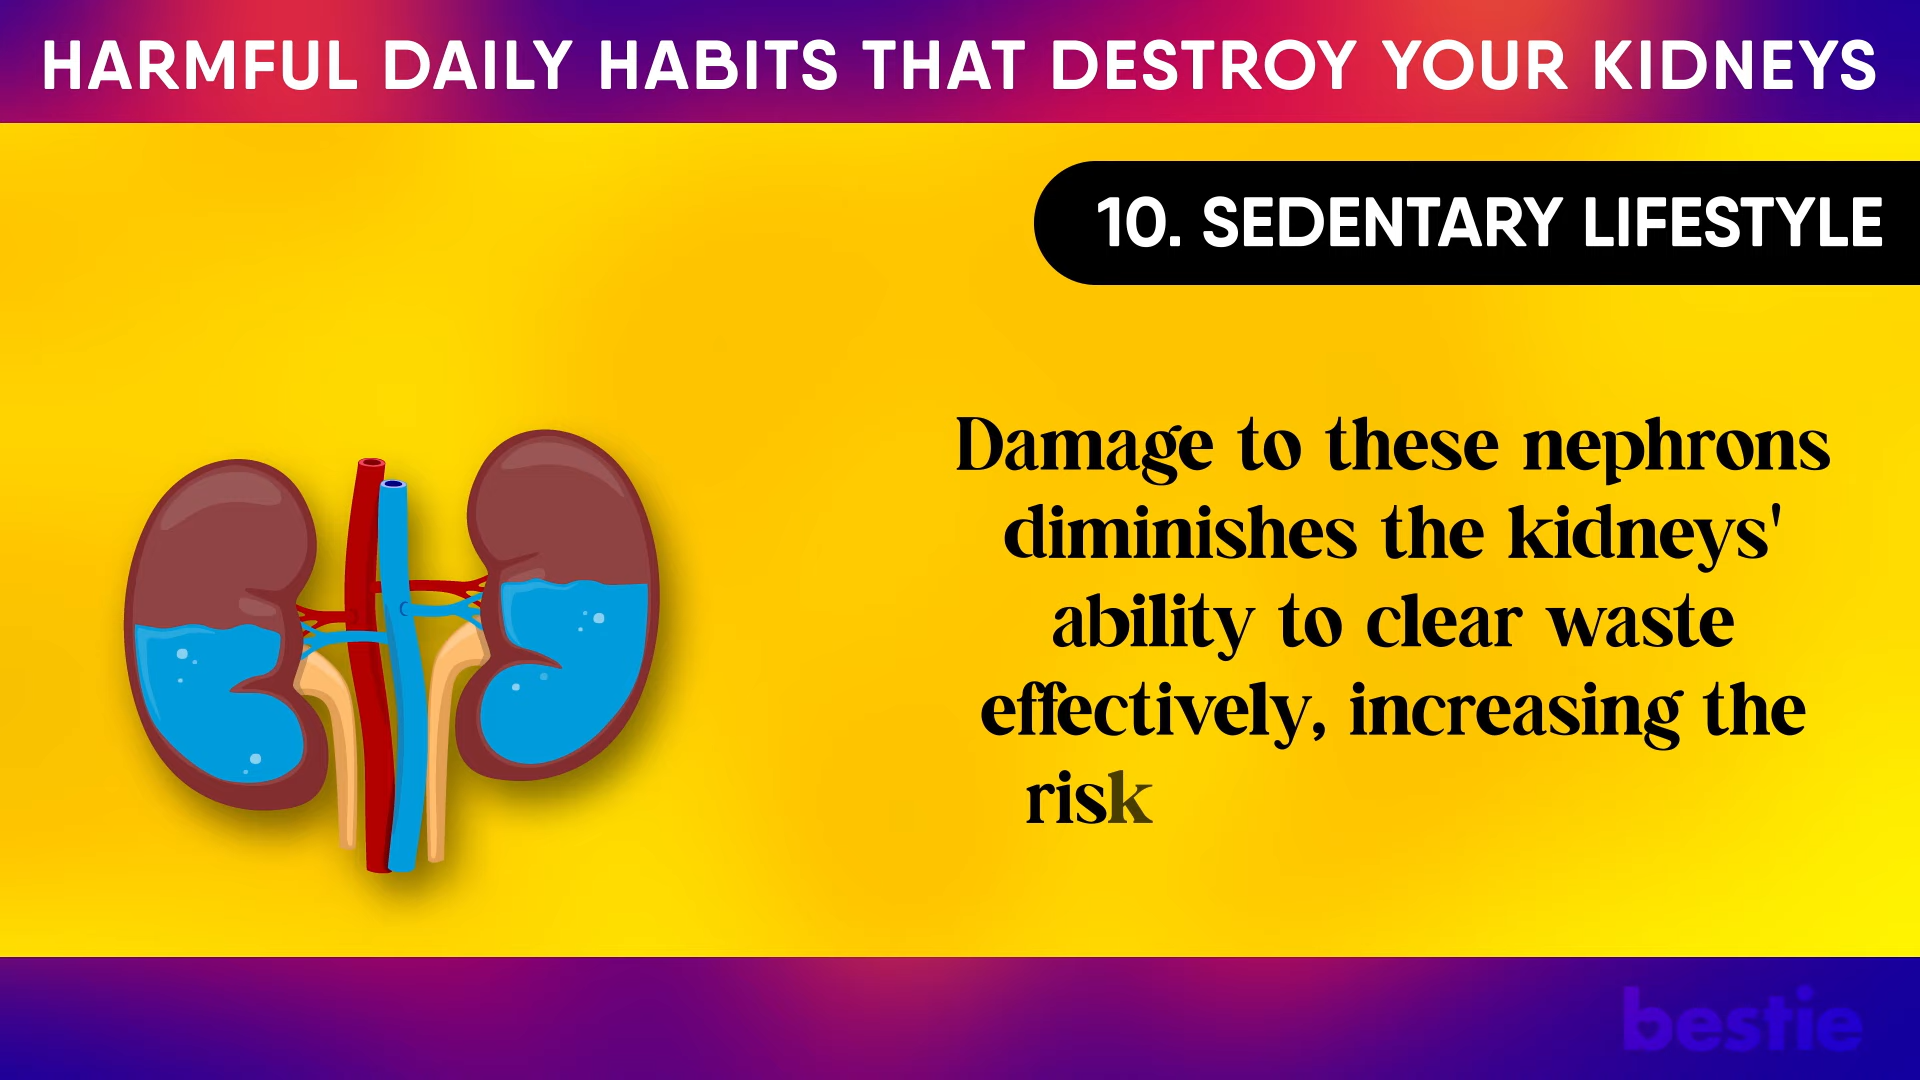 HARMFUL DAILY HABITS THAT DESTROY YOUR KIDNEYS
10. SEDENTARY LIFESTYLE
Damage to these nephrons
diminishes the kidneys'
ability to clear waste
effectively, increasing the
risk
bestie